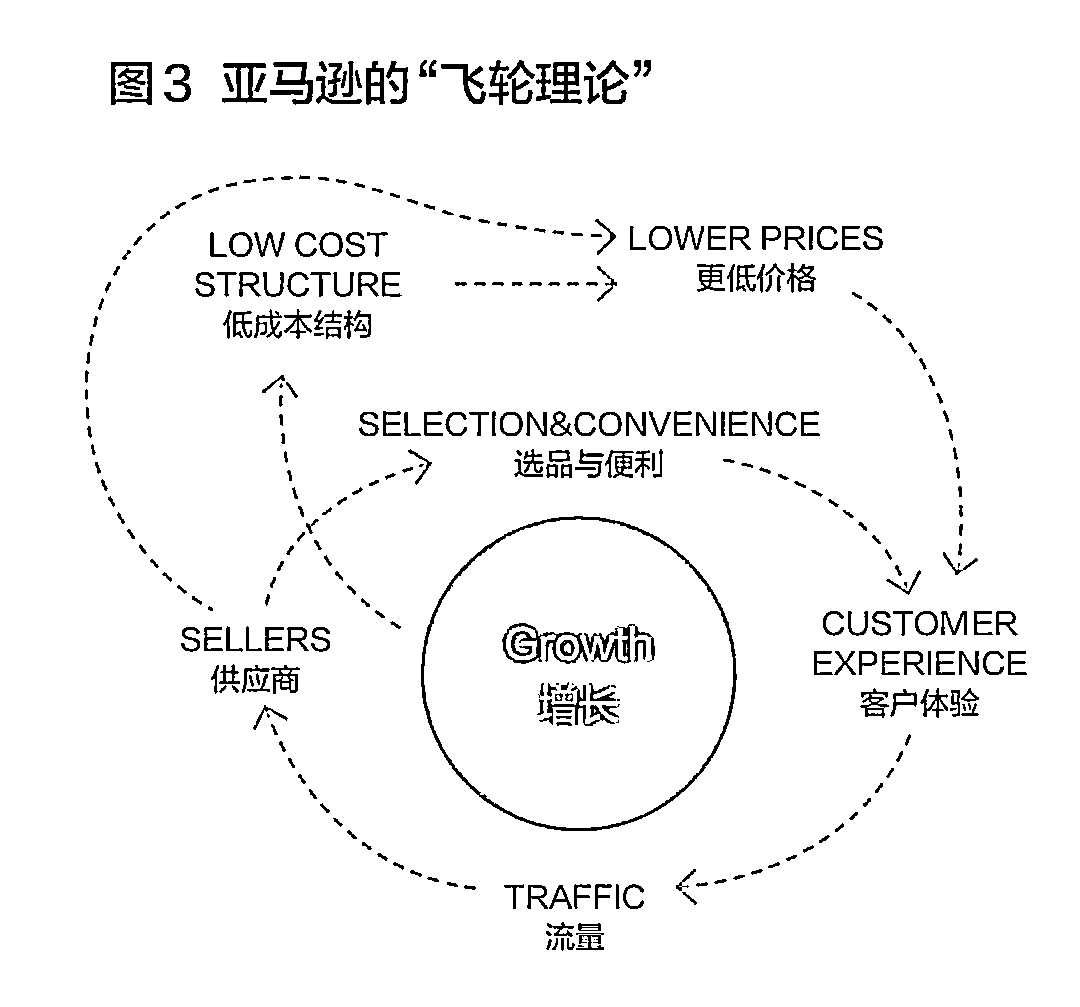 图3 亚马逊的“飞轮理论”
LOW COST
STRUCTURE
低成本结构
LOWER PRICES
更低价格
SELECTION&CONVENIENCE
选品与便利
SELLERS
供应商
Growth
增长
CUSTOMER
EXPERIENCE
客户体验
TRAFFIC
流量